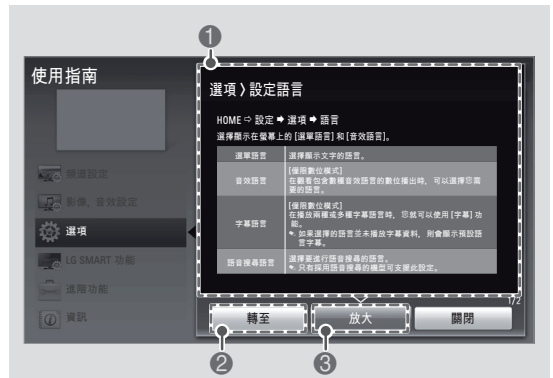 1
使用指南
選項 〉設定語言
HOME ⇨ 設定 ➡ 選項 ➡ 語言
選擇顯示在螢幕上的 [選單語言] 和 [音效語言]。
選單語言
選擇顯示文字的語言。
音效語言
[僅限數位模式]
在觀看包含數種音效語言的數位播出時, 可以選擇您需
要的語言。
字幕語言
[僅限數位模式]
在播放兩種或多種字幕語言時, 您就可以使用 [字幕] 功
能。
如果選擇的語言並未播放字幕資料, 則會顯示預設語
言字幕。
語音搜尋語言
選擇要進行語音搜尋的語言。
只有採用語音搜尋的機型可支援此設定。
頻道設定
影像, 音效設定
選項
LG SMART 功能
進階功能
資訊
1/2
轉至
放大
關閉
2
3